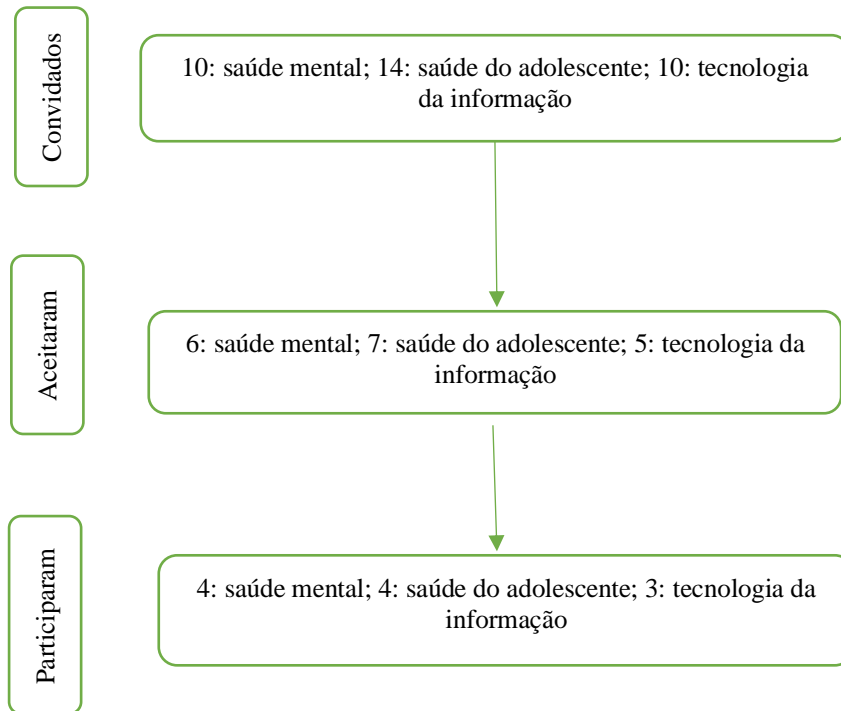 Convidados
10: saúde mental; 14: saúde do adolescente; 10: tecnologia
da informação
Aceitaram
6: saúde mental; 7: saúde do adolescente; 5: tecnologia da
informação
Participaram
4: saúde mental; 4: saúde do adolescente; 3: tecnologia da
informação